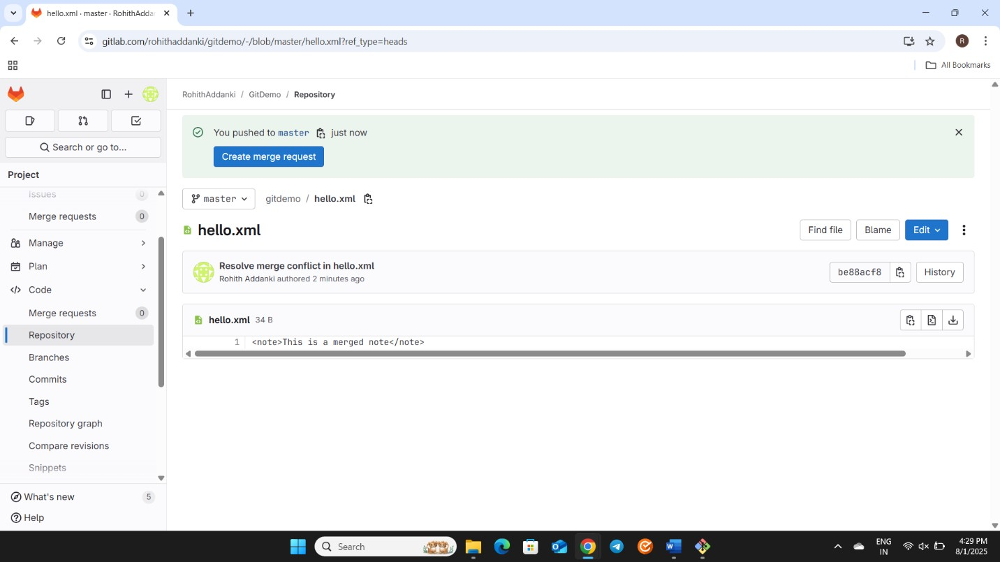 hello.xml · master · RohithAdda
gitlab.com/rohithaddanki/gitdemo/-/blob/master/hello.xml?ref_type=heads
R
All Bookmarks
Search or go to...
Project
Issues 0
Merge requests 0
Manage
Plan
Code
Merge requests 0
Repository
Branches
Commits
Tags
Repository graph
Compare revisions
Snippets
What's new 5
Help
RohithAddanki / GitDemo / Repository
You pushed to master just now
Create merge request
master gitdemo / hello.xml
hello.xml
Find file Blame Edit
Resolve merge conflict in hello.xml
Rohith Addanki authored 2 minutes ago
be88acf8 History
hello.xml 34 B
1 <note>This is a merged note</note>
Search
ENG
IN
4:29 PM
8/1/2025